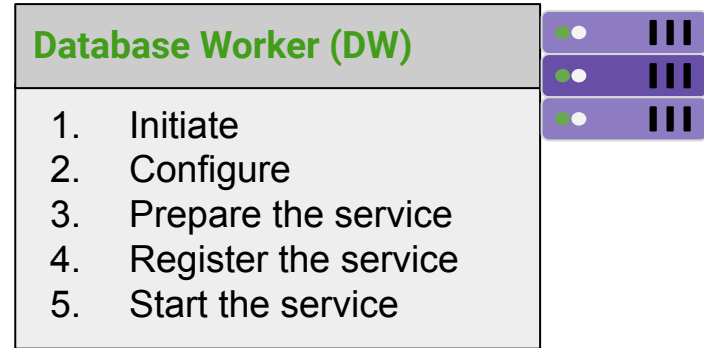 Database Worker (DW)
1. Initiate
2. Configure
3. Prepare the service
4. Register the service
5. Start the service